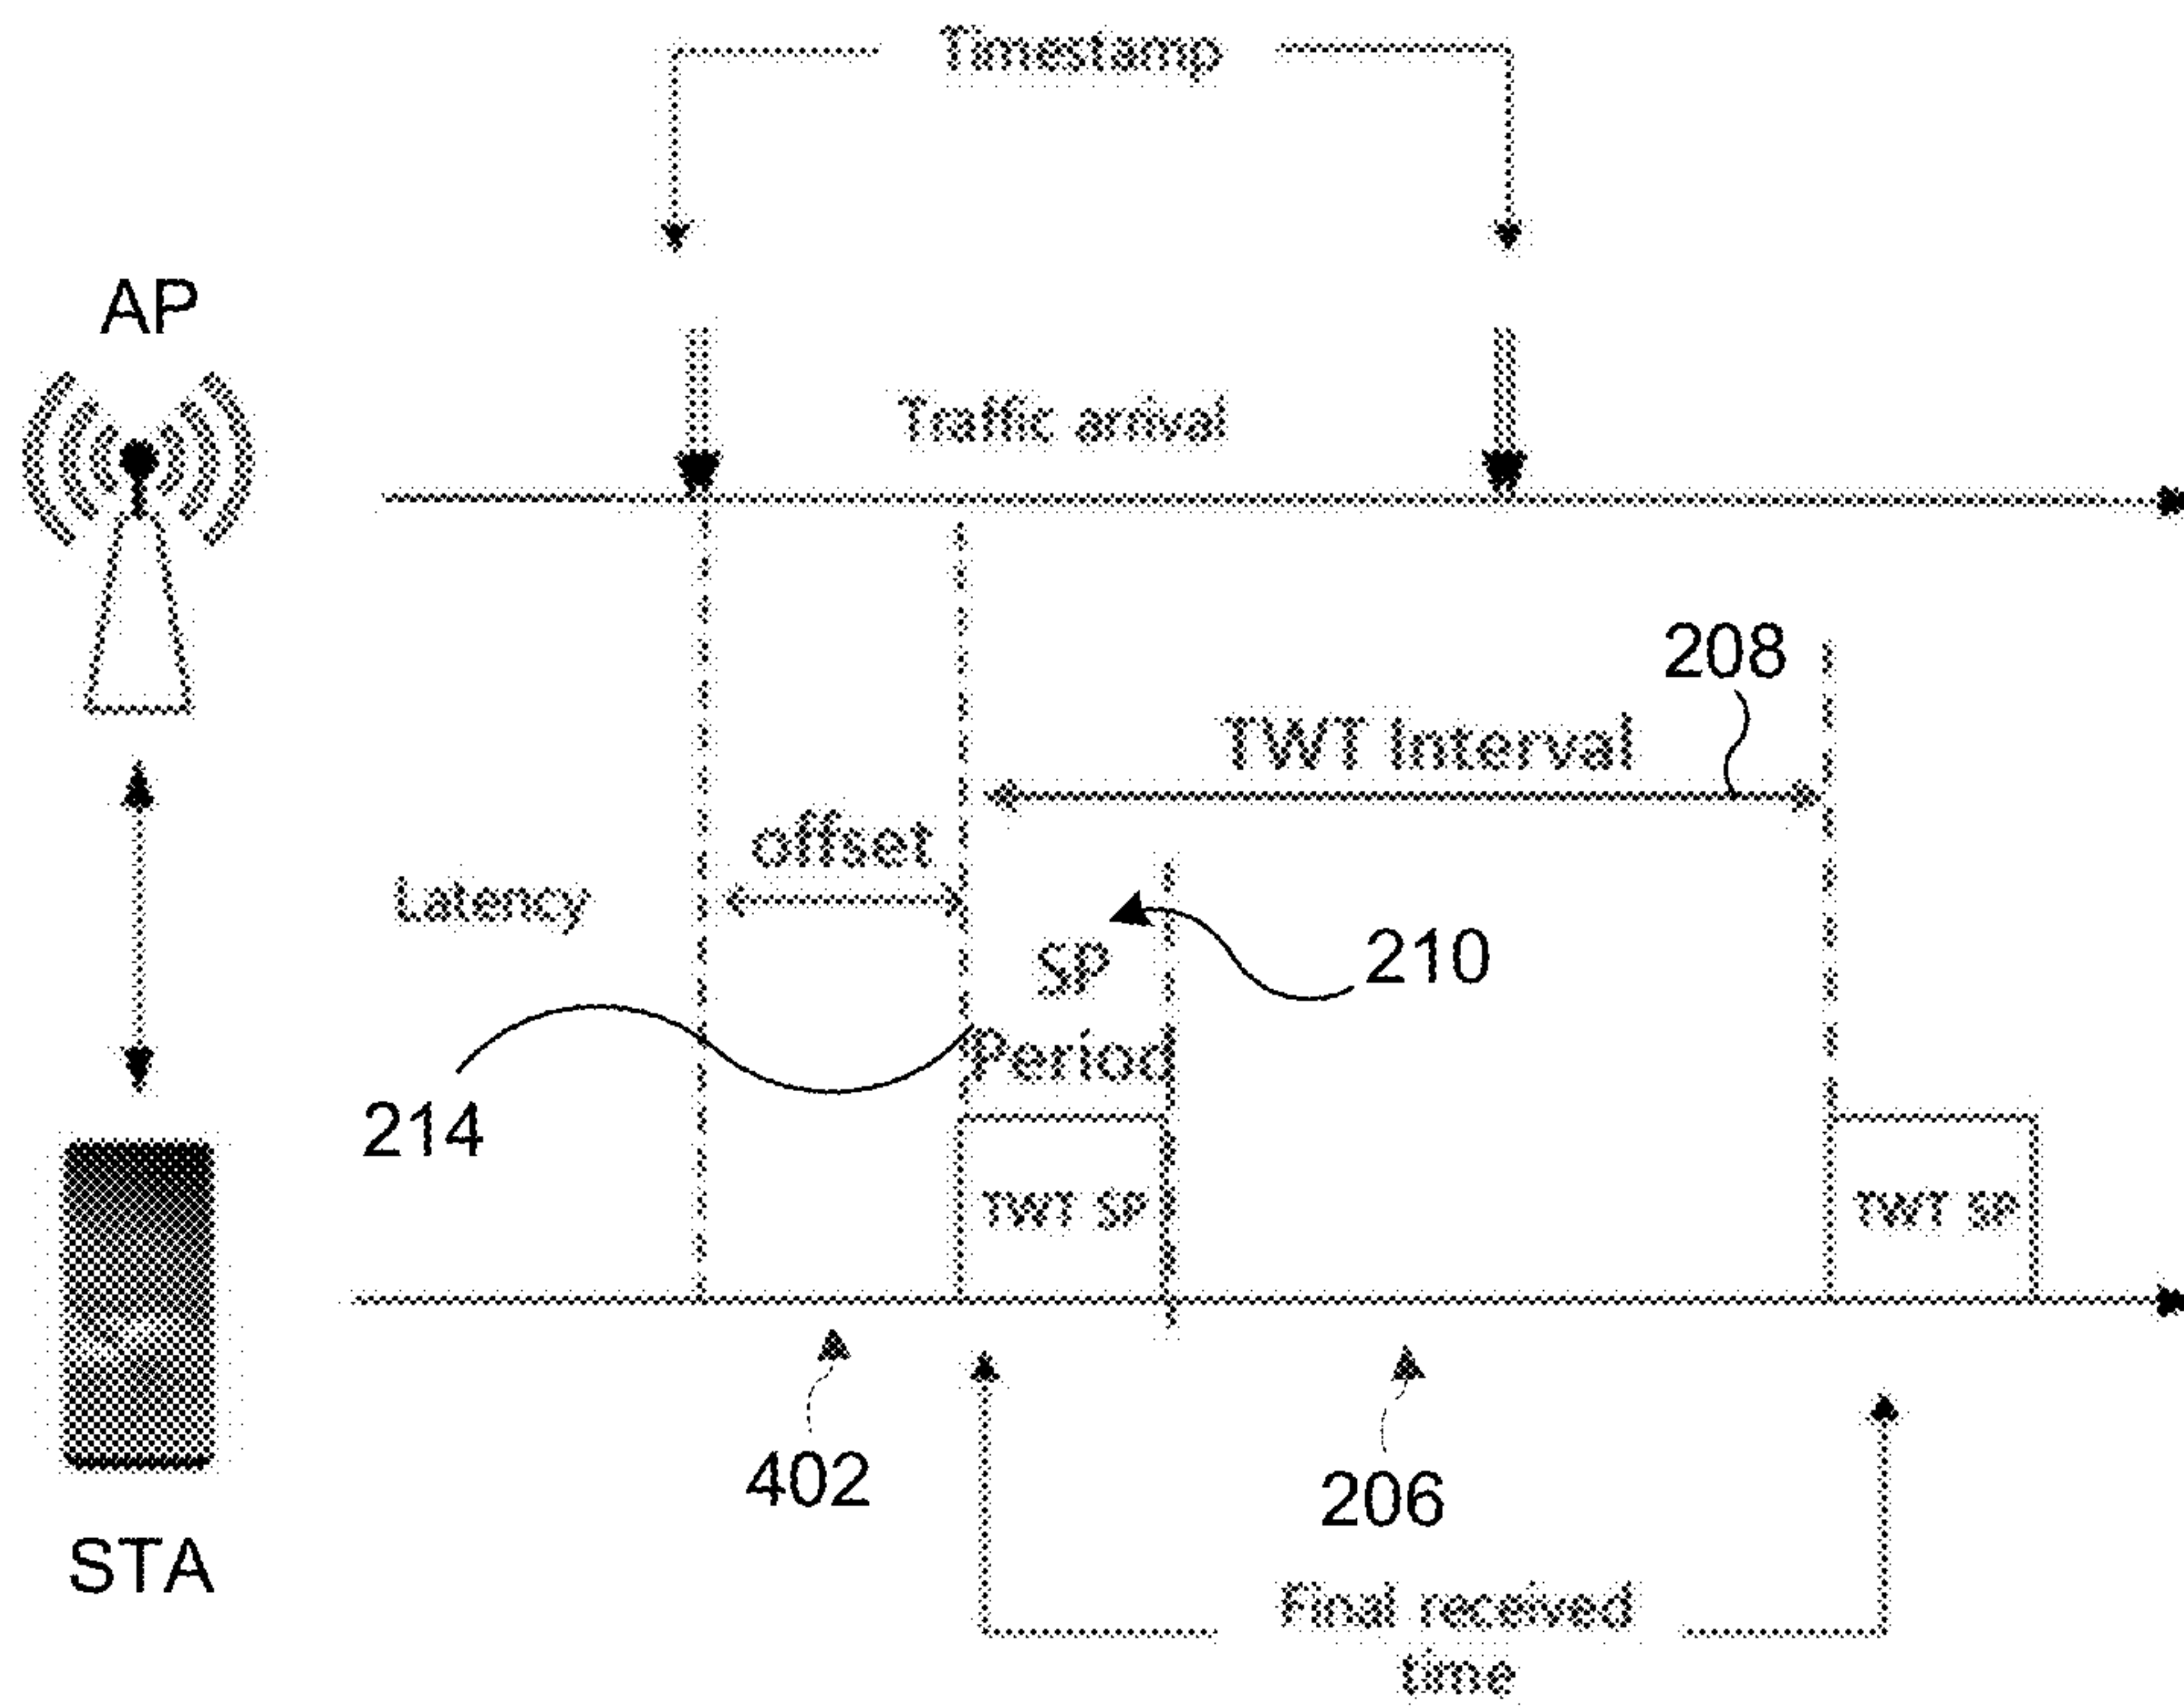 Timestamp
AP
Traffic arrival
208
TWT Interval
offset
Latency
SP
210
Period
214
TWT SP
TWT SP
402
206
STA
Final received
time